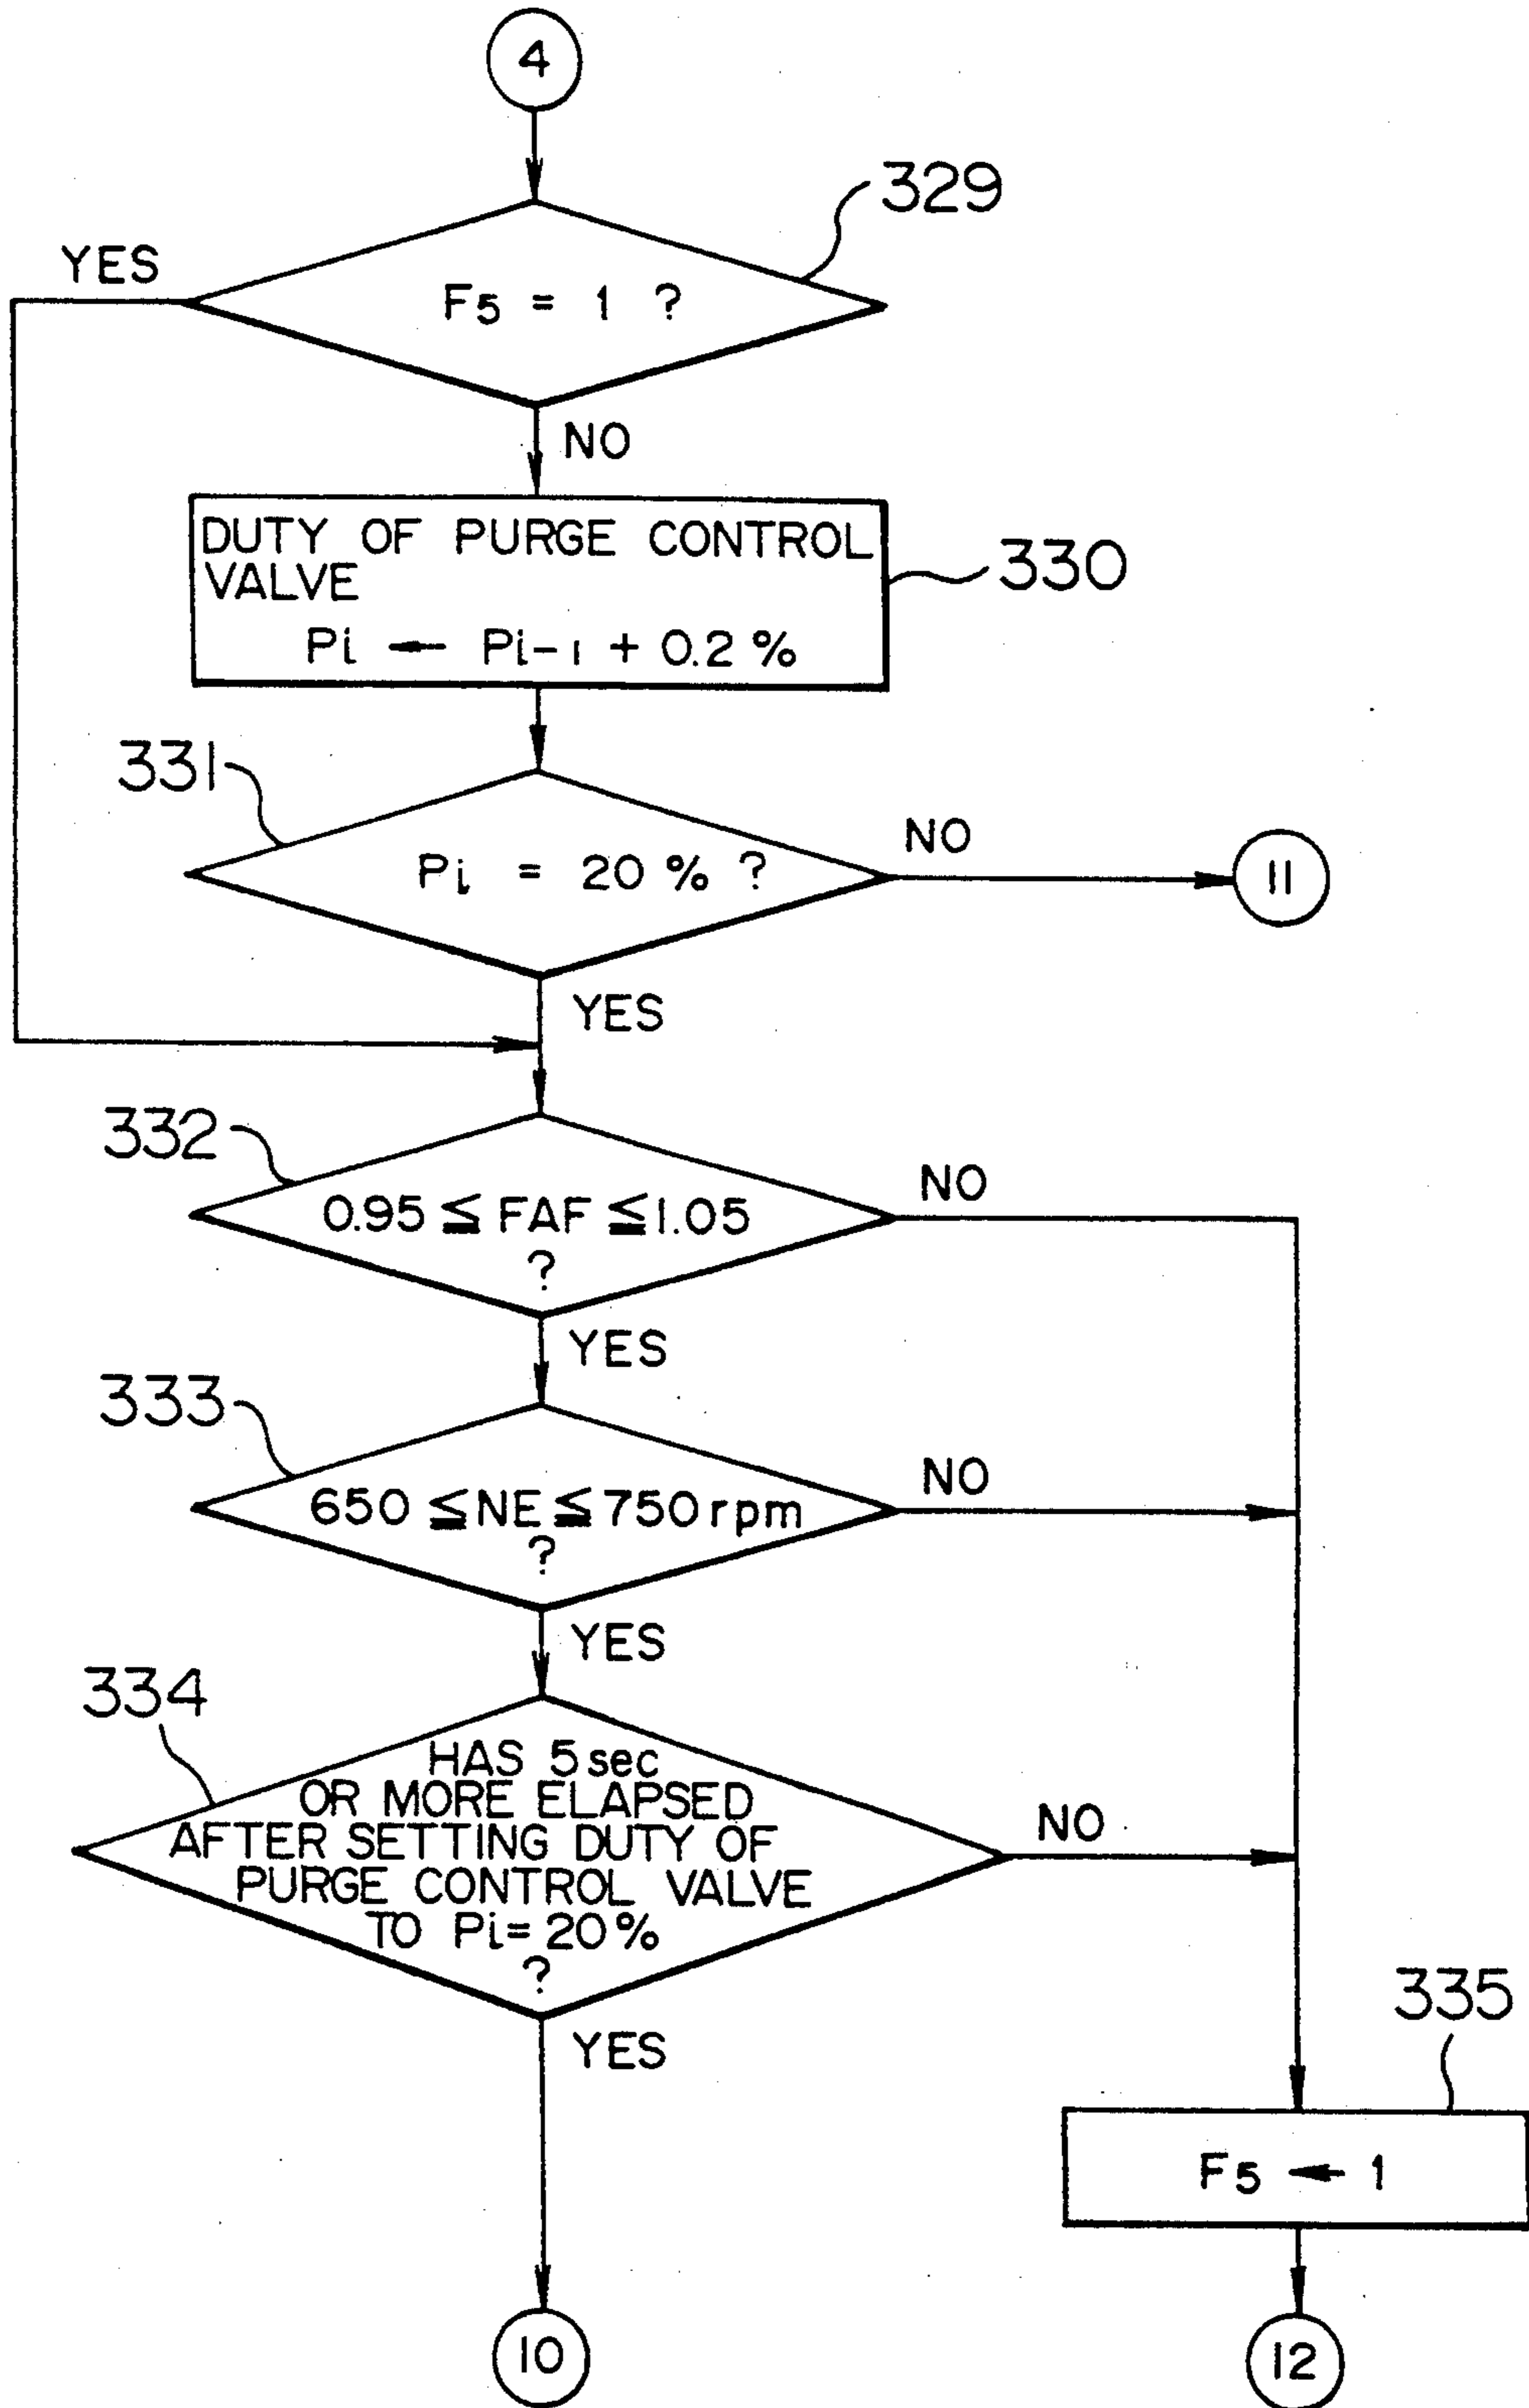 4
329
YES
F5 = 1 ?
NO
DUTY OF PURGE CONTROL
VALVE
Pi ← Pi-1 + 0.2 %
330
331
Pi = 20 % ?
NO
11
YES
332
0.95 ≦ FAF ≦ 1.05
?
NO
YES
333
650 ≦ NE ≦ 750 rpm
?
NO
YES
334
HAS 5 sec
OR MORE ELAPSED
AFTER SETTING DUTY OF
PURGE CONTROL VALVE
TO Pi = 20 %
?
NO
YES
335
F5 ← 1
10
12